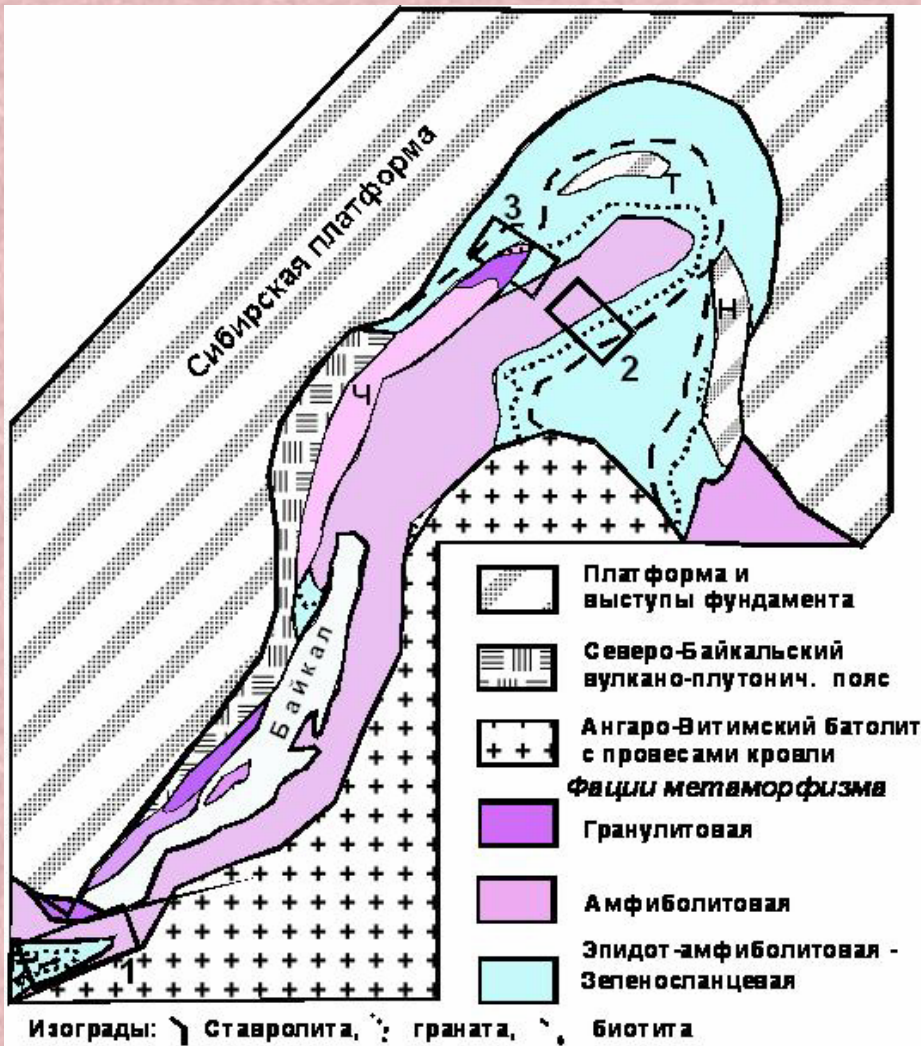 Сибирская платформа
3
Т
Н
2
Ч
Байкал
1
Платформа и
выступы фундамента
Северо-Байкальский
вулкано-плутонич. пояс
Ангаро-Витимский батолит
с провесами кровли
Фации метаморфизма
Гранулитовая
Амфиболитовая
Эпидот-амфиболитовая -
Зеленосланцевая
Изограды: Ставролита, граната, биотита